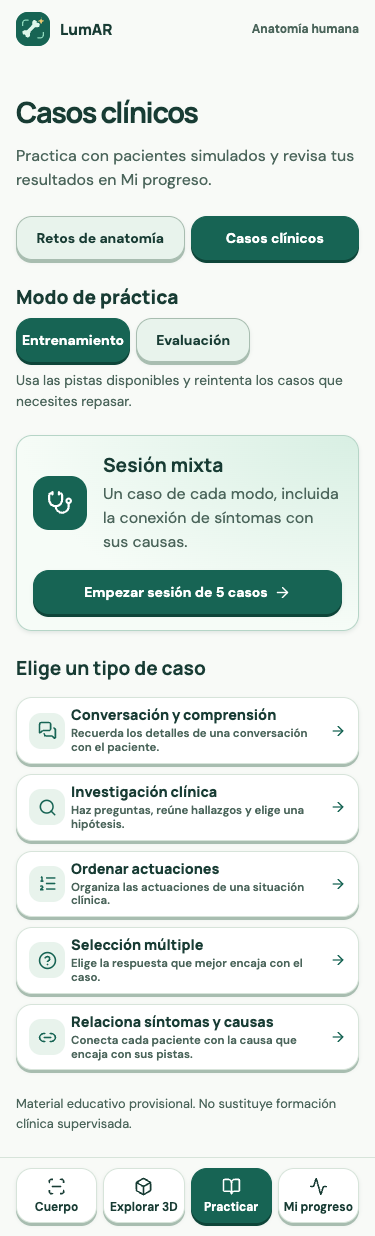 LumAR
Anatomía humana
Casos clínicos
Practica con pacientes simulados y revisa tus
resultados en Mi progreso.
Retos de anatomía
Casos clínicos
Modo de práctica
Entrenamiento
Evaluación
Usa las pistas disponibles y reintenta los casos que
necesites repasar.
Sesión mixta
Un caso de cada modo, incluida
la conexión de síntomas con
sus causas.
Empezar sesión de 5 casos →
Elige un tipo de caso
Conversación y comprensión
Recuerda los detalles de una conversación
con el paciente.
Investigación clínica
Haz preguntas, reúne hallazgos y elige una
hipótesis.
Ordenar actuaciones
Organiza las actuaciones de una situación
clínica.
Selección múltiple
Elige la respuesta que mejor encaja con el
caso.
Relaciona síntomas y causas
Conecta cada paciente con la causa que
encaja con sus pistas.
Material educativo provisional. No sustituye formación
clínica supervisada.
Cuerpo
Explorar 3D
Practicar
Mi progreso